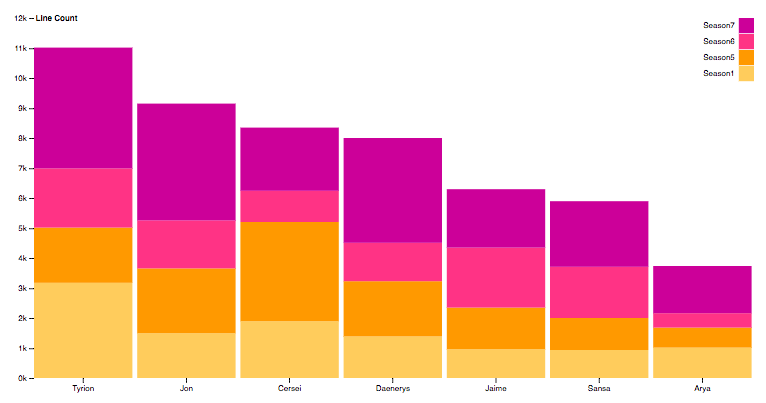 12k Line Count
11k
10k
9k
8k
7k
6k
5k
4k
3k
2k
1k
0k
Season7
Season6
Season5
Season1
Tyrion Jon Cersei Daenerys Jaime Sansa Arya